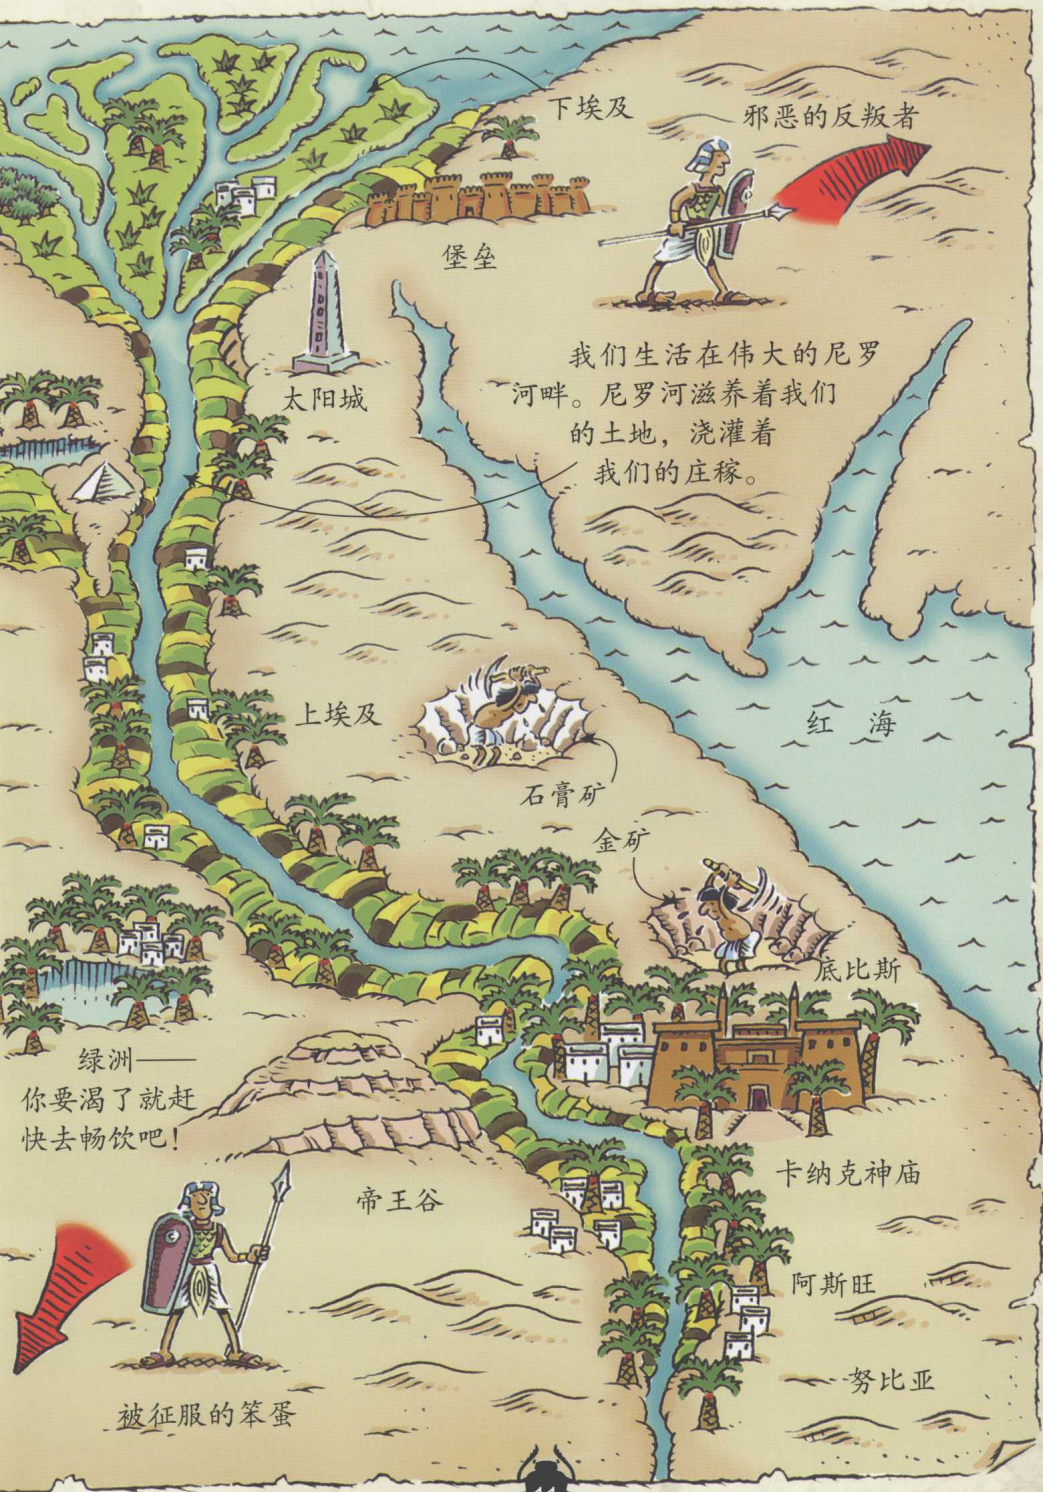 下埃及
邪恶的反叛者
堡垒
我们生活在伟大的尼罗
河畔。尼罗河滋养着我们
的土地，浇灌着
我们的庄稼。
太阳城
上埃及
红 海
石膏矿
金矿
底比斯
绿洲——
你要渴了就赶
快去畅饮吧！
卡纳克神庙
帝王谷
阿斯旺
努比亚
被征服的笨蛋